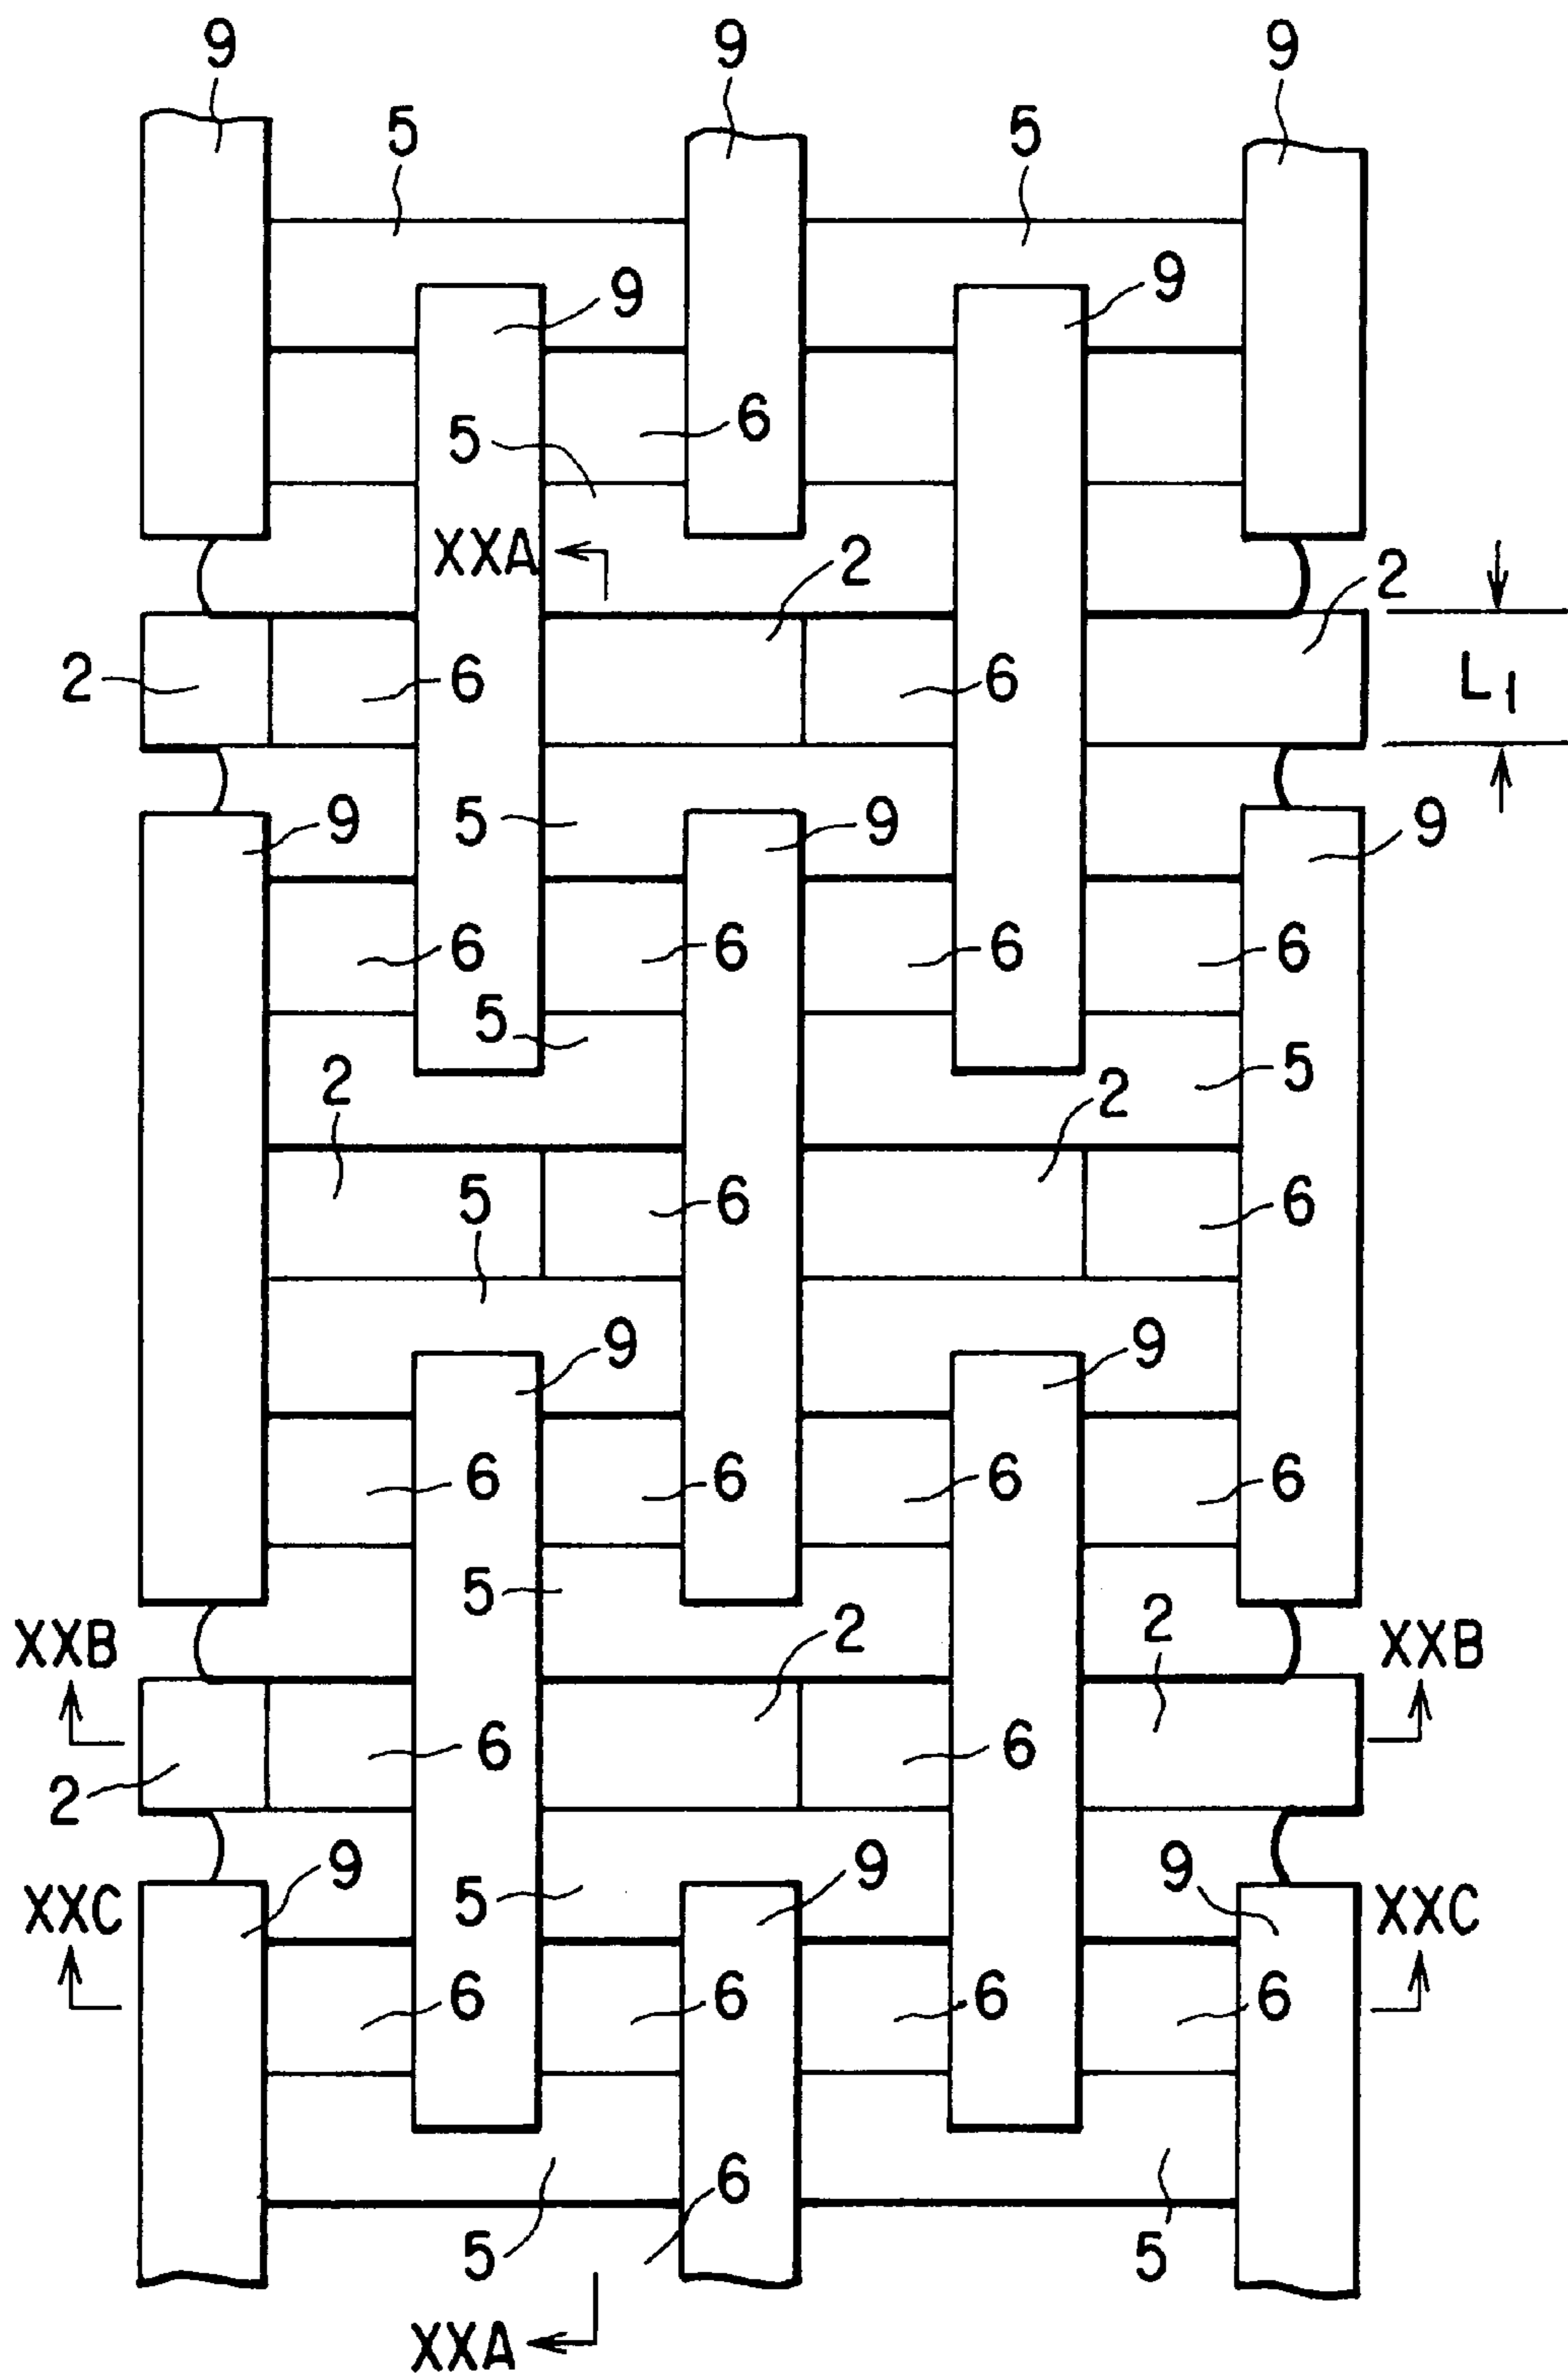 9 9 9
5 5
9 9
5 6
XXA 2 2
2 6 6 L1
9 5 9 9
6 6 6 6
5
2 2 5
5 6 6
9 9
6 6 6 6
5
XXB 2 2 XXB
6 6
2
9 5 9 9
XXC XXC
6 6 6 6
6
5 5
XXA